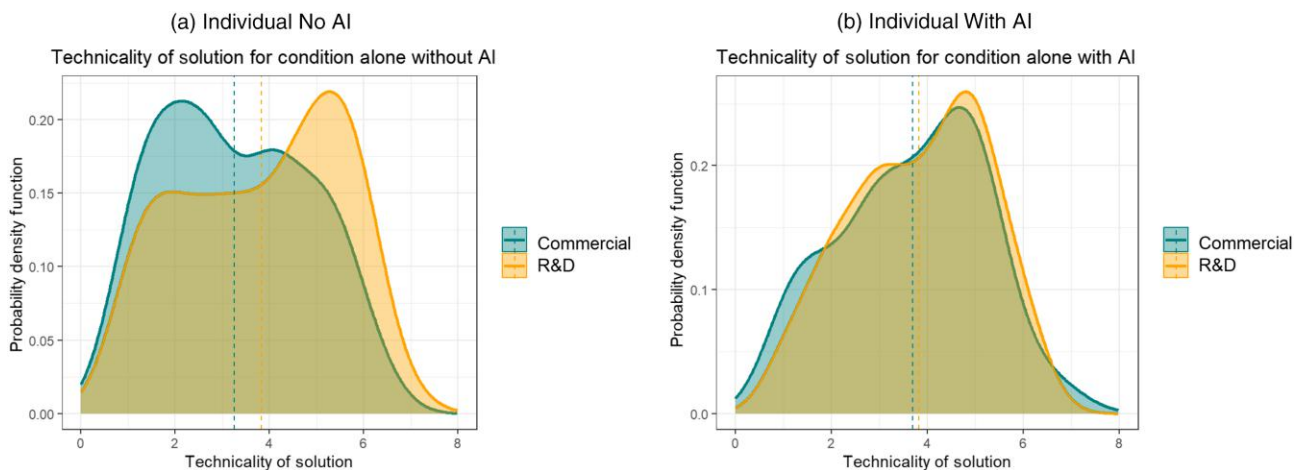 (a) Individual No AI
Technicality of solution for condition alone without AI
Probability density function
0.20
0.15
0.10
0.05
0.00
0
2
4
6
8
Technicality of solution
Commercial
R&D
(b) Individual With AI
Technicality of solution for condition alone with AI
Probability density function
0.2
0.1
0.0
0
2
4
6
8
Technicality of solution
Commercial
R&D